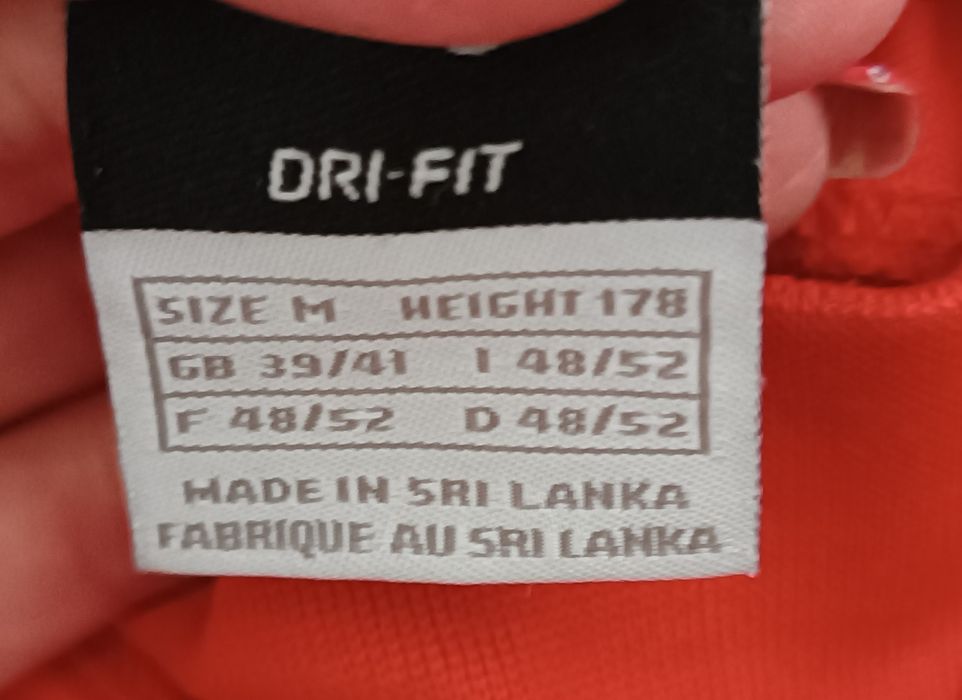 DRI-FIT
SIZE M HEIGHT 178
GB 39/41 I 48/52
F 48/52 D 48/52
MADE IN SRI LANKA
FABRIQUE AU SRI LANKA